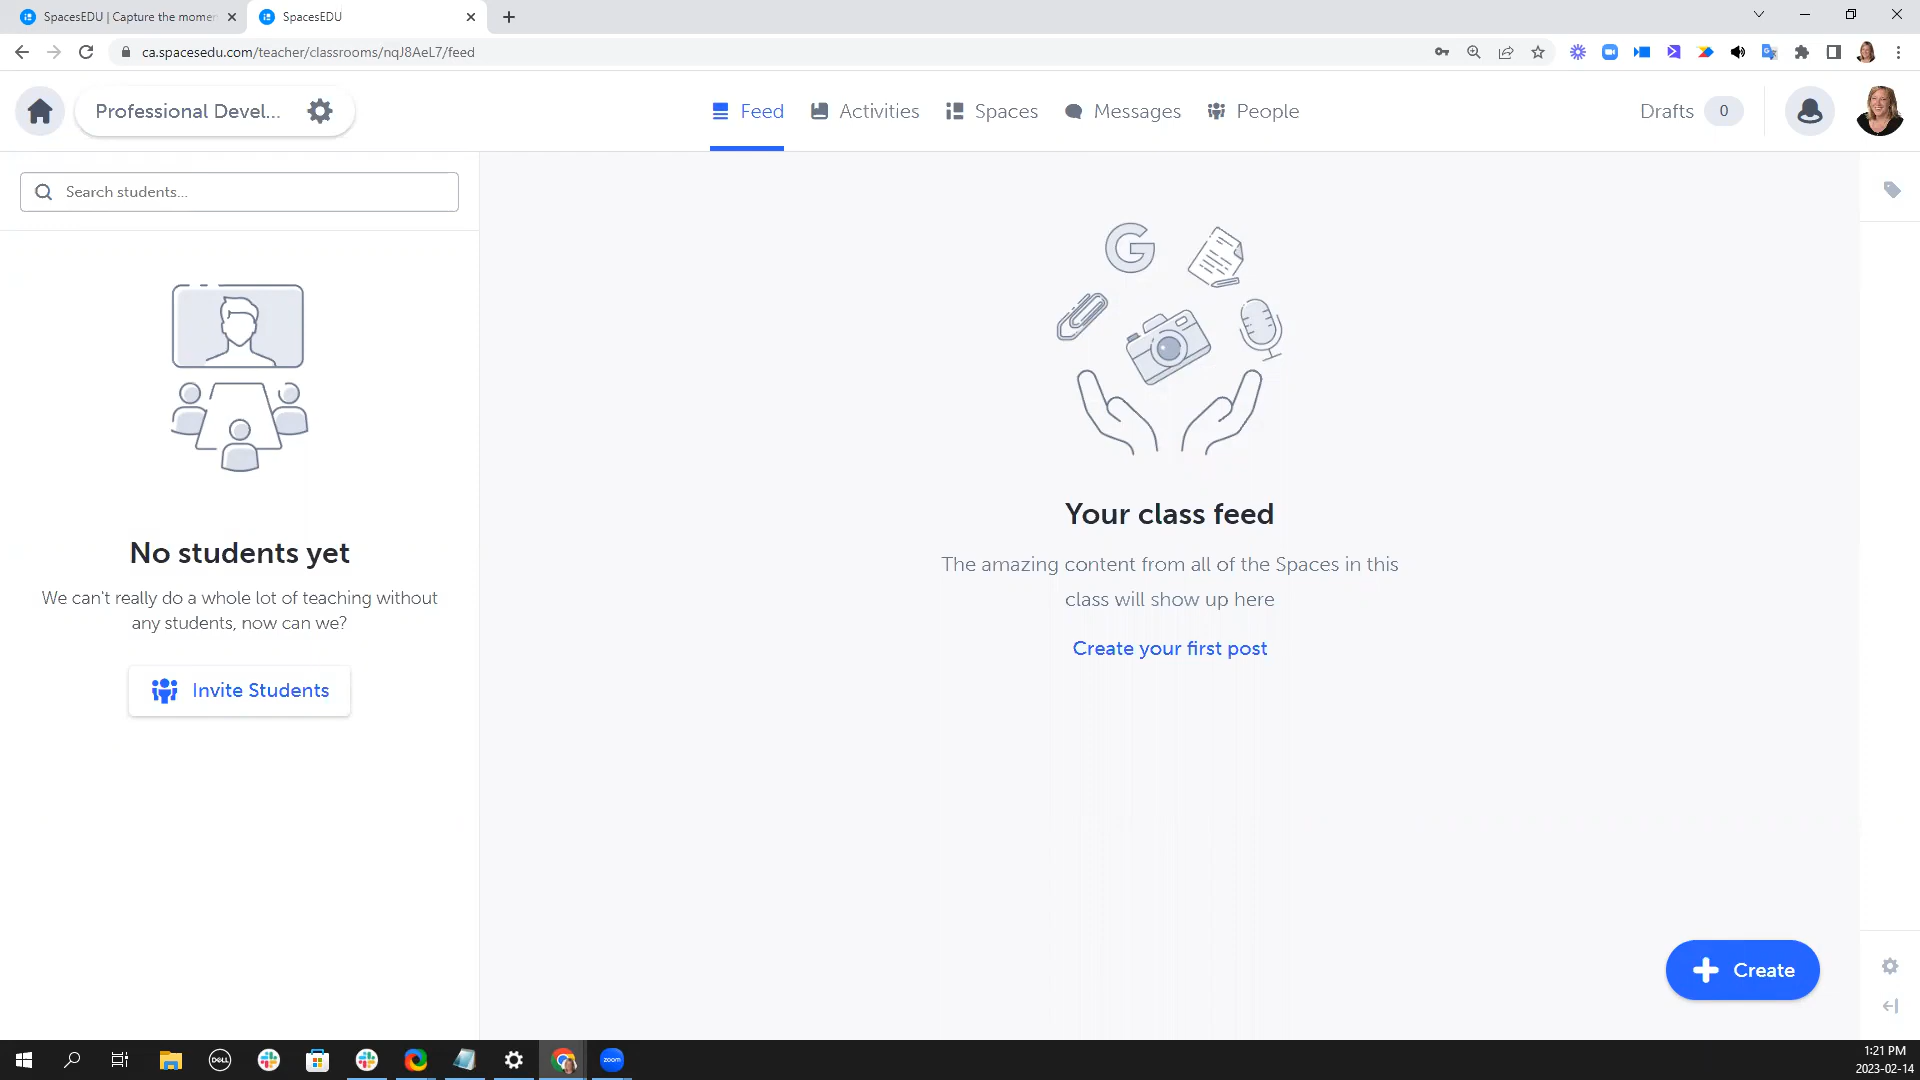 SpacesEDU | Capture the momen
SpacesEDU
ca.spacesedu.com/teacher/classrooms/nqJ8AeL7/feed
Professional Devel...
Feed
Activities
Spaces
Messages
People
Drafts 0
Search students...
No students yet
We can't really do a whole lot of teaching without
any students, now can we?
Invite Students
Your class feed
The amazing content from all of the Spaces in this
class will show up here
Create your first post
Create
DELL
zoom
1:21 PM
2023-02-14